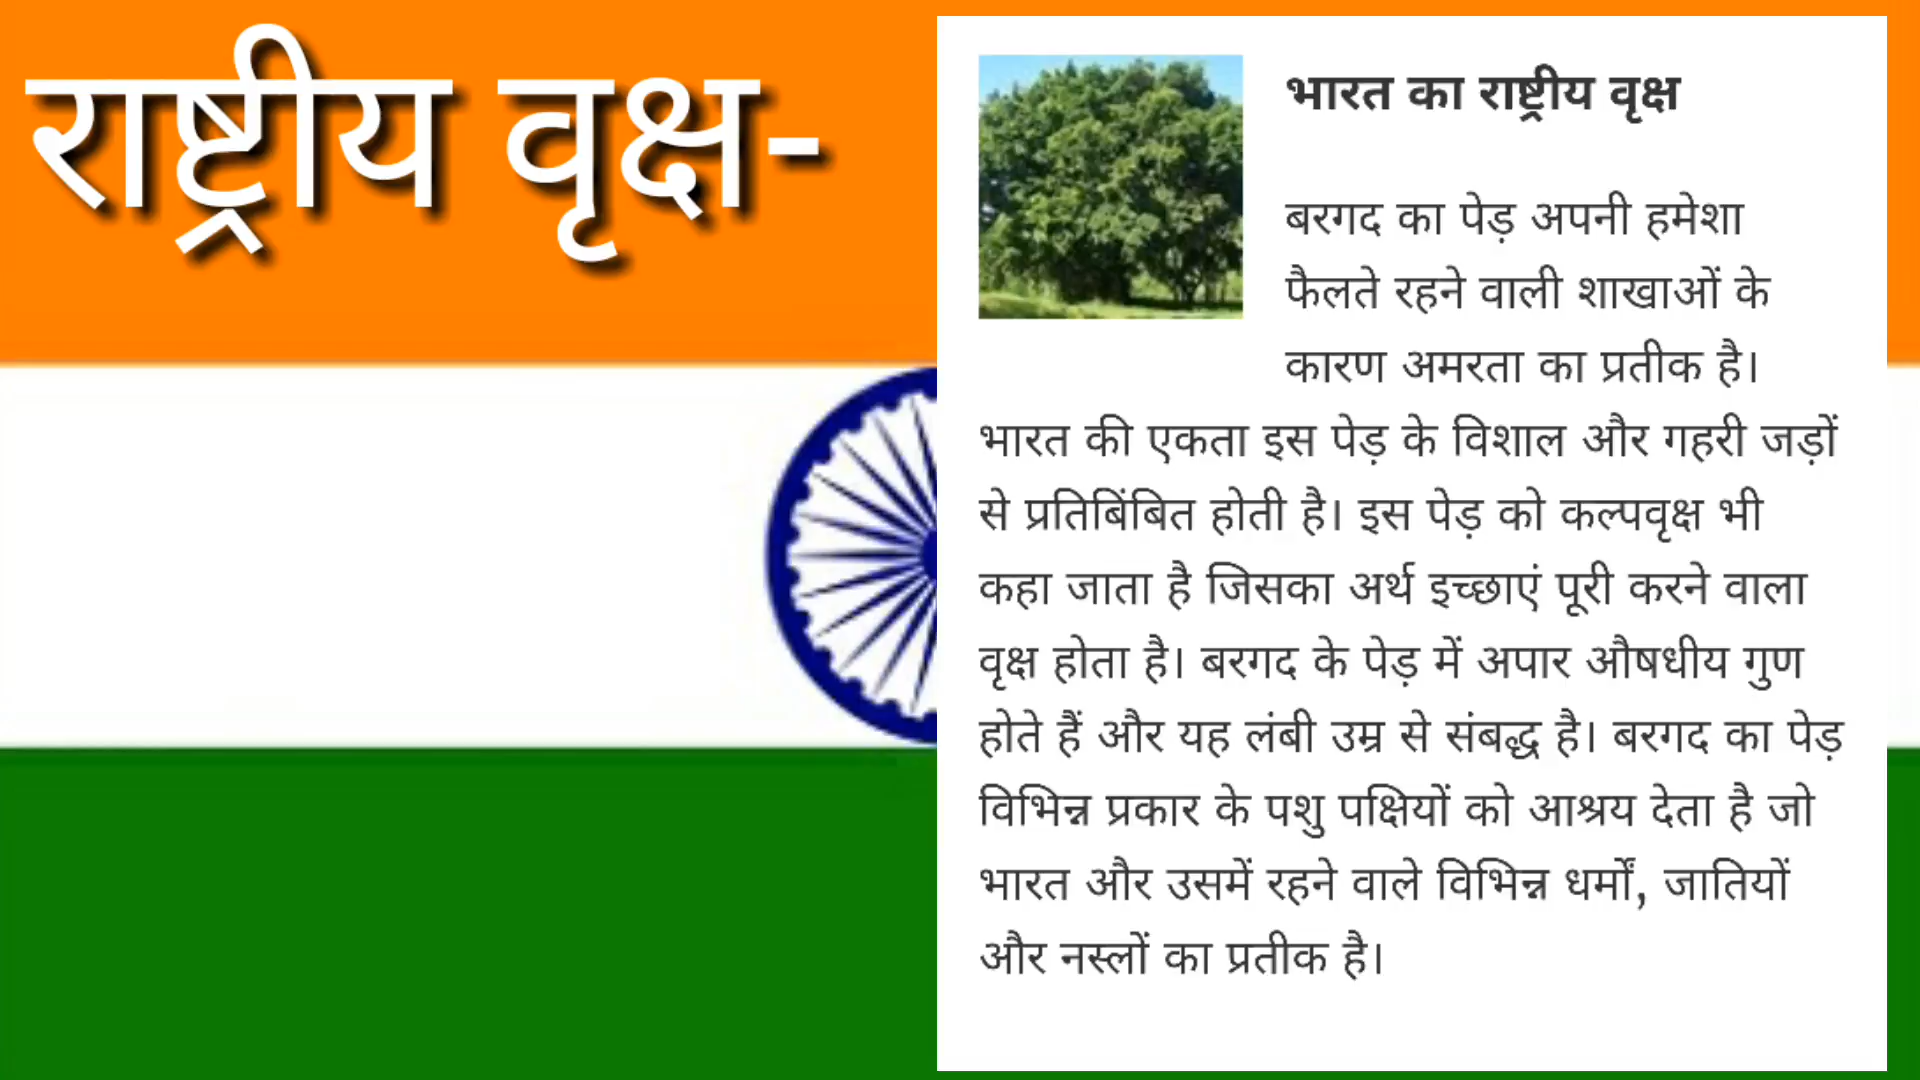 राष्ट्रीय वृक्ष-
भारत का राष्ट्रीय वृक्ष
बरगद का पेड़ अपनी हमेशा
फैलते रहने वाली शाखाओं के
कारण अमरता का प्रतीक है।
भारत की एकता इस पेड़ के विशाल और गहरी जड़ों
से प्रतिबिंबित होती है। इस पेड़ को कल्पवृक्ष भी
कहा जाता है जिसका अर्थ इच्छाएं पूरी करने वाला
वृक्ष होता है। बरगद के पेड़ में अपार औषधीय गुण
होते हैं और यह लंबी उम्र से संबद्ध है। बरगद का पेड़
विभिन्न प्रकार के पशु पक्षियों को आश्रय देता है जो
भारत और उसमें रहने वाले विभिन्न धर्मों, जातियों
और नस्लों का प्रतीक है।